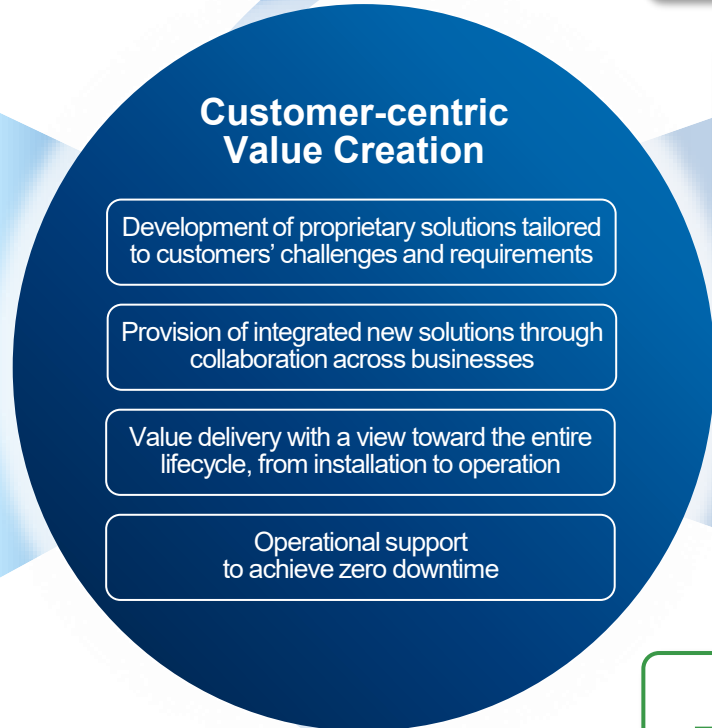 Customer-centric
Value Creation
Development of proprietary solutions tailored
to customers’ challenges and requirements
Provision of integrated new solutions through
collaboration across businesses
Value delivery with a view toward the entire
lifecycle, from installation to operation
Operational support
to achieve zero downtime